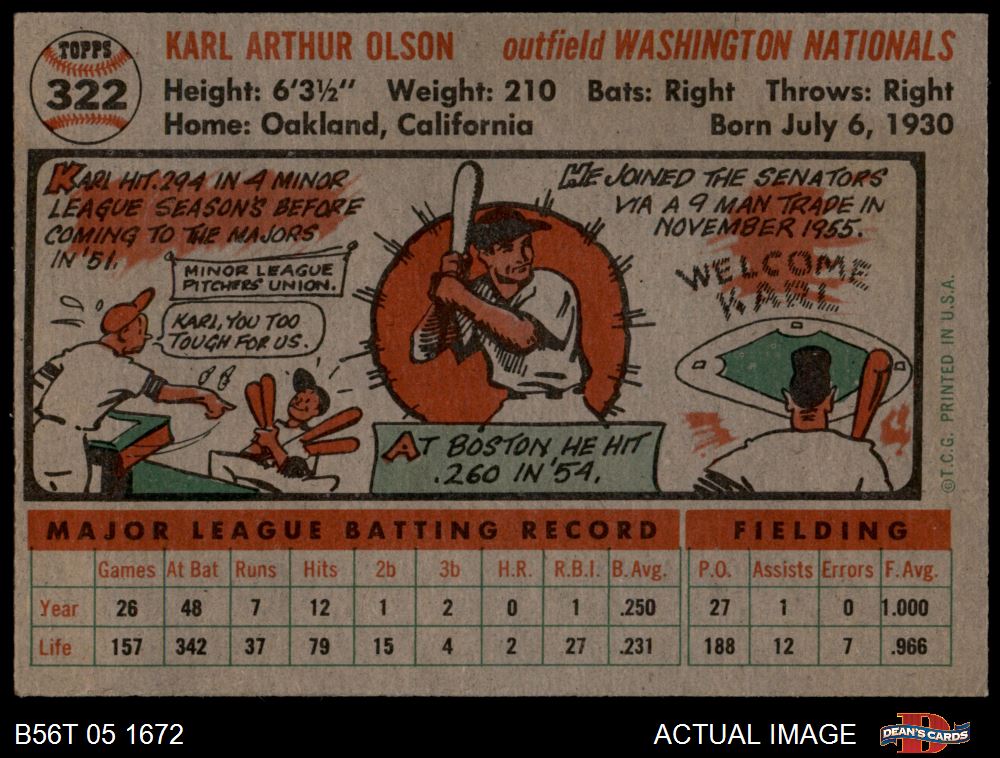 TOPPS
322
KARL ARTHUR OLSON outfield WASHINGTON NATIONALS
Height: 6'3½" Weight: 210 Bats: Right Throws: Right
Home: Oakland, California Born July 6, 1930
KARL HIT .294 IN 4 MINOR
LEAGUE SEASONS BEFORE
COMING TO THE MAJORS
IN '51.
MINOR LEAGUE
PITCHERS' UNION.
KARL, YOU TOO
TOUGH FOR US.
AT BOSTON, HE HIT
.260 IN '54.
HE JOINED THE SENATORS
VIA A 9 MAN TRADE IN
NOVEMBER 1955.
WELCOME
KARL
©T.C.G. PRINTED IN U.S.A.
MAJOR LEAGUE BATTING RECORD FIELDING
Games At Bat Runs Hits 2b 3b H.R. R.B.I. B. Avg. P.O. Assists Errors F. Avg.
Year 26 48 7 12 1 2 0 1 .250 27 1 0 1.000
Life 157 342 37 79 15 4 2 27 .231 188 12 7 .966
B56T 05 1672 ACTUAL IMAGE
D
DEAN'S CARDS